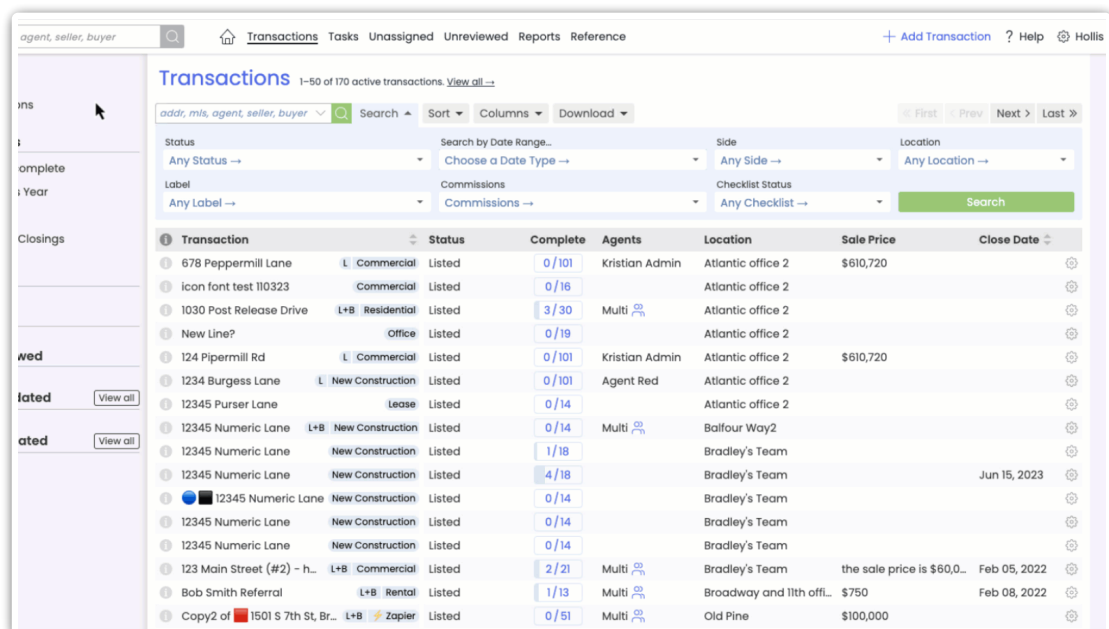 agent, seller, buyer
Transactions Tasks Unassigned Unreviewed Reports Reference
+ Add Transaction ? Help Hollis
Transactions 1–50 of 170 active transactions. View all →
addr, mls, agent, seller, buyer Search Sort Columns Download « First ‹ Prev Next › Last »
Status Search by Date Range... Side Location
Any Status → Choose a Date Type → Any Side → Any Location →
Label Commissions Checklist Status
Any Label → Commissions → Any Checklist → Search
ons
omplete
s Year
Closings
wed
dated View all
ated View all
Transaction Status Complete Agents Location Sale Price Close Date
678 Peppermill Lane L Commercial Listed 0/101 Kristian Admin Atlantic office 2 $610,720
icon font test 110323 Commercial Listed 0/16 Atlantic office 2
1030 Post Release Drive L+B Residential Listed 3/30 Multi Atlantic office 2
New Line? Office Listed 0/19 Atlantic office 2
124 Pipermill Rd L Commercial Listed 0/101 Kristian Admin Atlantic office 2 $610,720
1234 Burgess Lane L New Construction Listed 0/101 Agent Red Atlantic office 2
12345 Purser Lane Lease Listed 0/14 Atlantic office 2
12345 Numeric Lane L+B New Construction Listed 0/14 Multi Balfour Way2
12345 Numeric Lane New Construction Listed 1/18 Bradley's Team
12345 Numeric Lane New Construction Listed 4/18 Bradley's Team Jun 15, 2023
12345 Numeric Lane New Construction Listed 0/14 Bradley's Team
12345 Numeric Lane New Construction Listed 0/14 Bradley's Team
12345 Numeric Lane New Construction Listed 0/14 Bradley's Team
123 Main Street (#2) - h... L+B Commercial Listed 2/21 Multi Bradley's Team the sale price is $60,0... Feb 05, 2022
Bob Smith Referral L+B Rental Listed 1/13 Multi Broadway and 11th offi... $750 Feb 08, 2022
Copy2 of 1501 S 7th St, Br... L+B Zapier Listed 0/51 Multi Old Pine $100,000